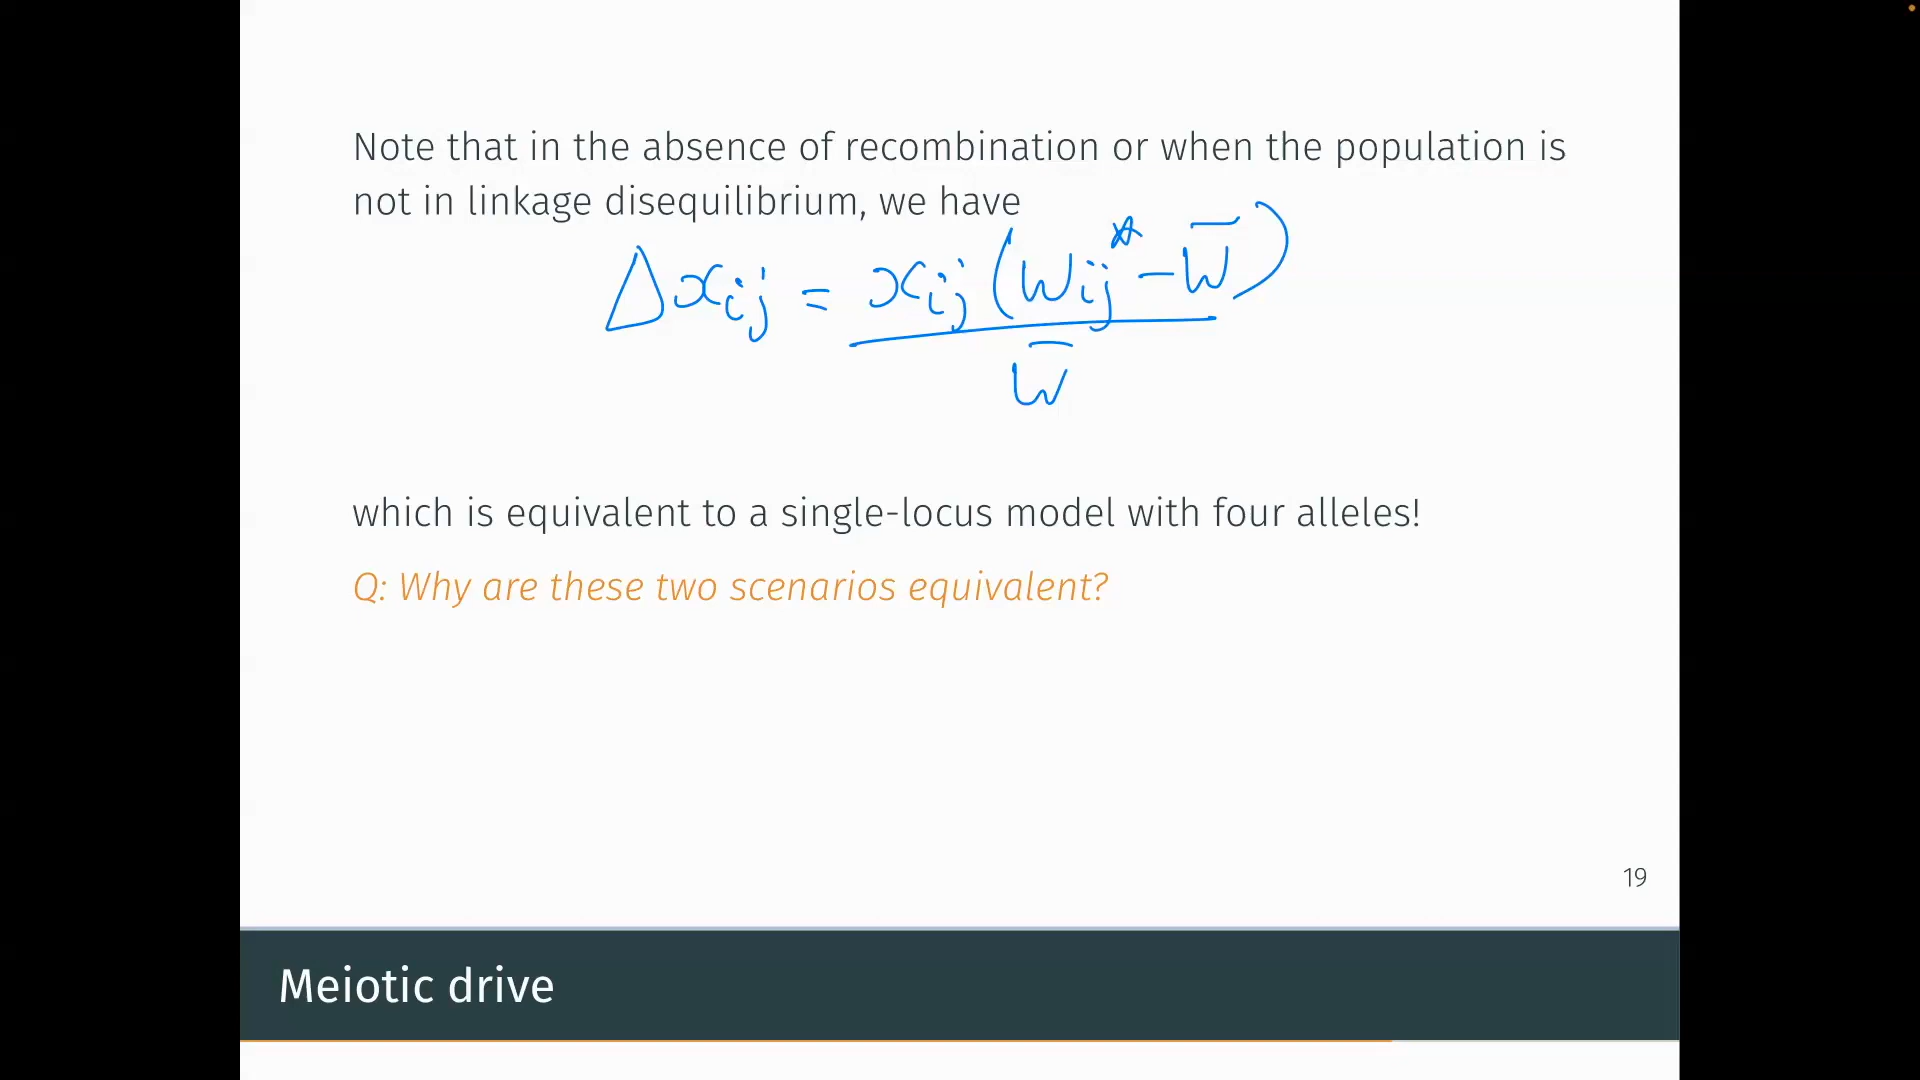 Note that in the absence of recombination or when the population is
not in linkage disequilibrium, we have
Δxij = xij (Wij* − W̄)
W̄
which is equivalent to a single-locus model with four alleles!
Q: Why are these two scenarios equivalent?
19
Meiotic drive